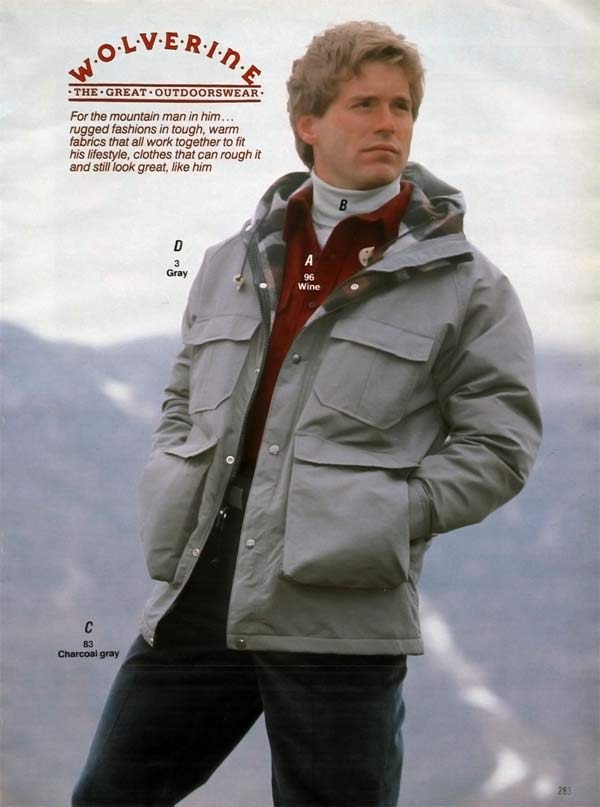 W·O·L·V·E·R·I·N·E
·THE·GREAT·OUTDOORSWEAR·
For the mountain man in him...
rugged fashions in tough, warm
fabrics that all work together to fit
his lifestyle, clothes that can rough it
and still look great, like him
B
D
3
Gray
A
96
Wine
C
83
Charcoal gray
283